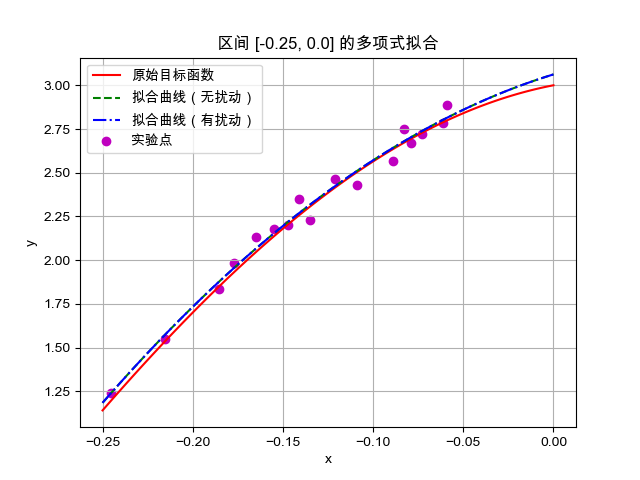 区间 [-0.25, 0.0] 的多项式拟合
原始目标函数
拟合曲线（无扰动）
拟合曲线（有扰动）
实验点
3.00
2.75
2.50
2.25
2.00
1.75
1.50
1.25
y
−0.25 −0.20 −0.15 −0.10 −0.05 0.00
x